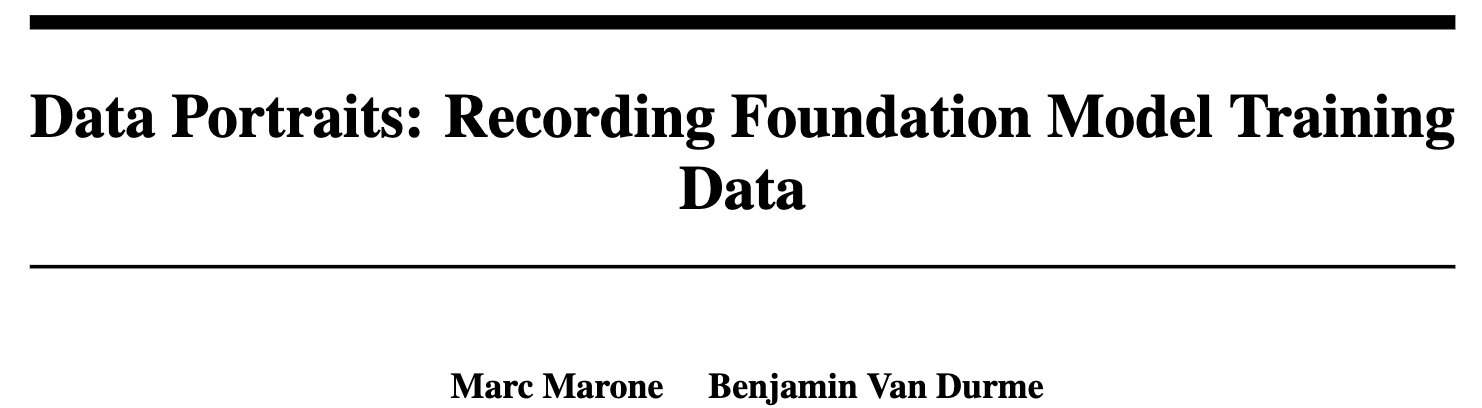 Data Portraits: Recording Foundation Model Training
Data
Marc Marone Benjamin Van Durme